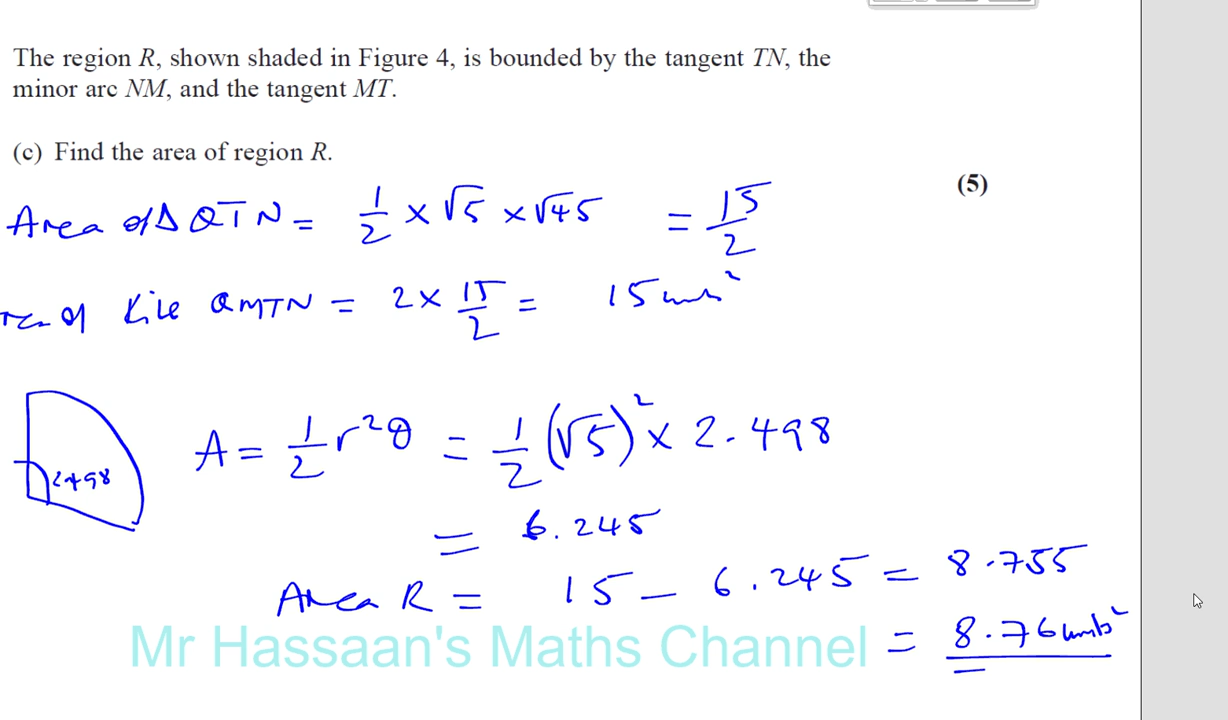 The region R, shown shaded in Figure 4, is bounded by the tangent TN, the
minor arc NM, and the tangent MT.
(c) Find the area of region R.
(5)
Area of Δ QTN = 1/2 × √5 × √45 = 15/2
of Kite QMTN = 2 × 15/2 = 15 units²
2.498
A = 1/2 r²θ = 1/2 (√5)² × 2.498
= 6.245
Area R = 15 − 6.245 = 8.755
= 8.76 units²
Mr Hassaan's Maths Channel